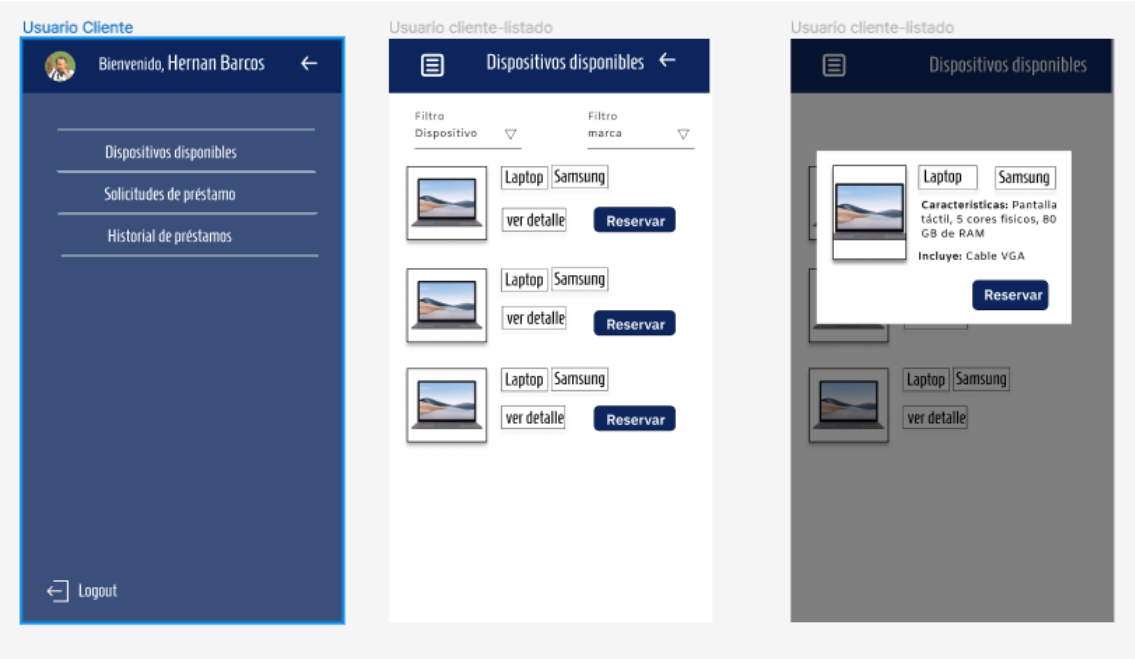 Usuario Cliente
Bienvenido, Hernan Barcos
Dispositivos disponibles
Solicitudes de préstamo
Historial de préstamos
Logout
Usuario cliente-listado
Dispositivos disponibles
Filtro
Dispositivo
Filtro
marca
Laptop Samsung
ver detalle Reservar
Laptop Samsung
ver detalle Reservar
Laptop Samsung
ver detalle Reservar
Usuario cliente-listado
Dispositivos disponibles
Laptop Samsung
Caracteristicas: Pantalla
táctil, 5 cores fisicos, 80
GB de RAM
Incluye: Cable VGA
Reservar
Laptop Samsung
ver detalle